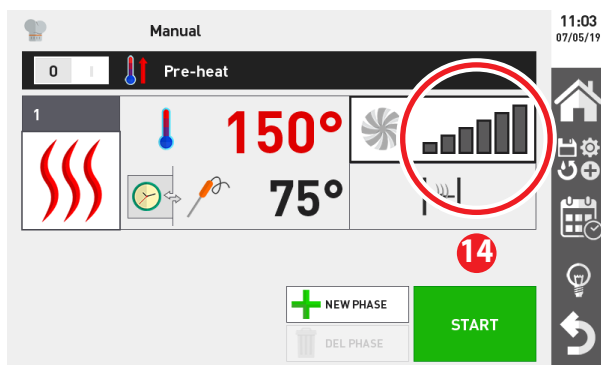 Manual
11:03
07/05/19
0 I Pre-heat
1
150°
75°
14
NEW PHASE
START
DEL PHASE